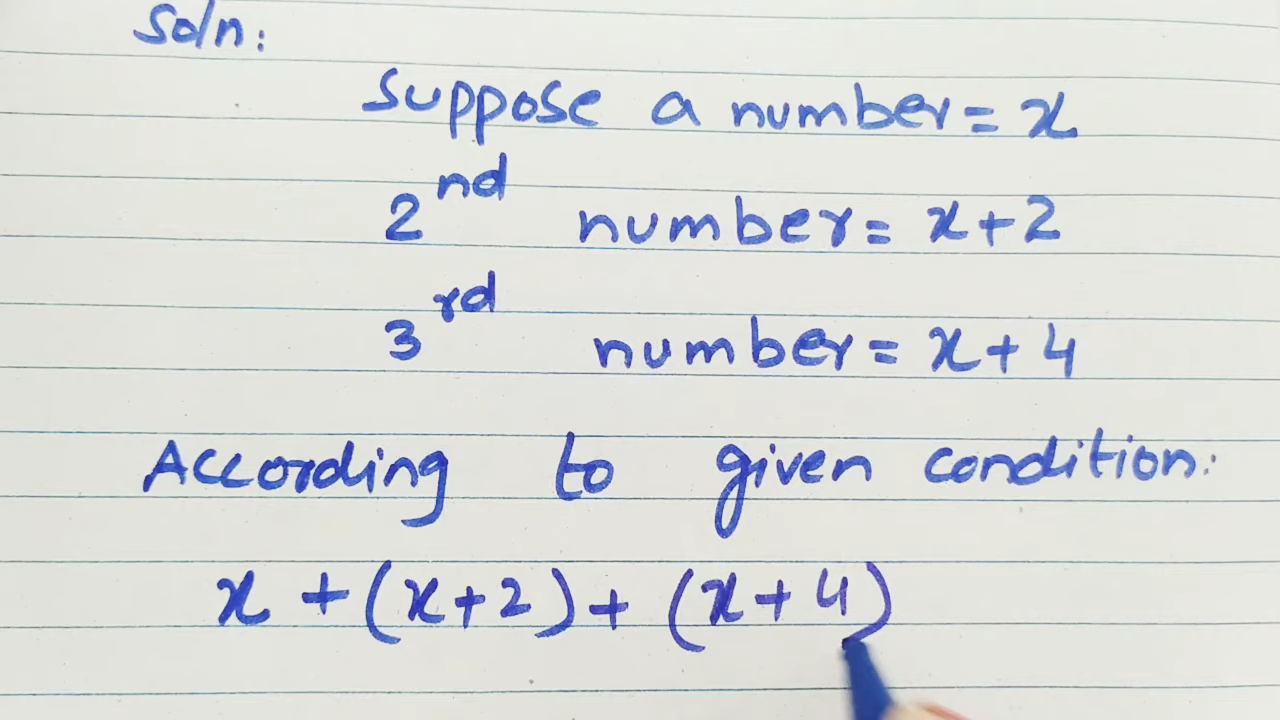 Soln:
Suppose a number = x
2nd number = x+2
3rd number = x+4
According to given condition:
x + (x+2) + (x+4)